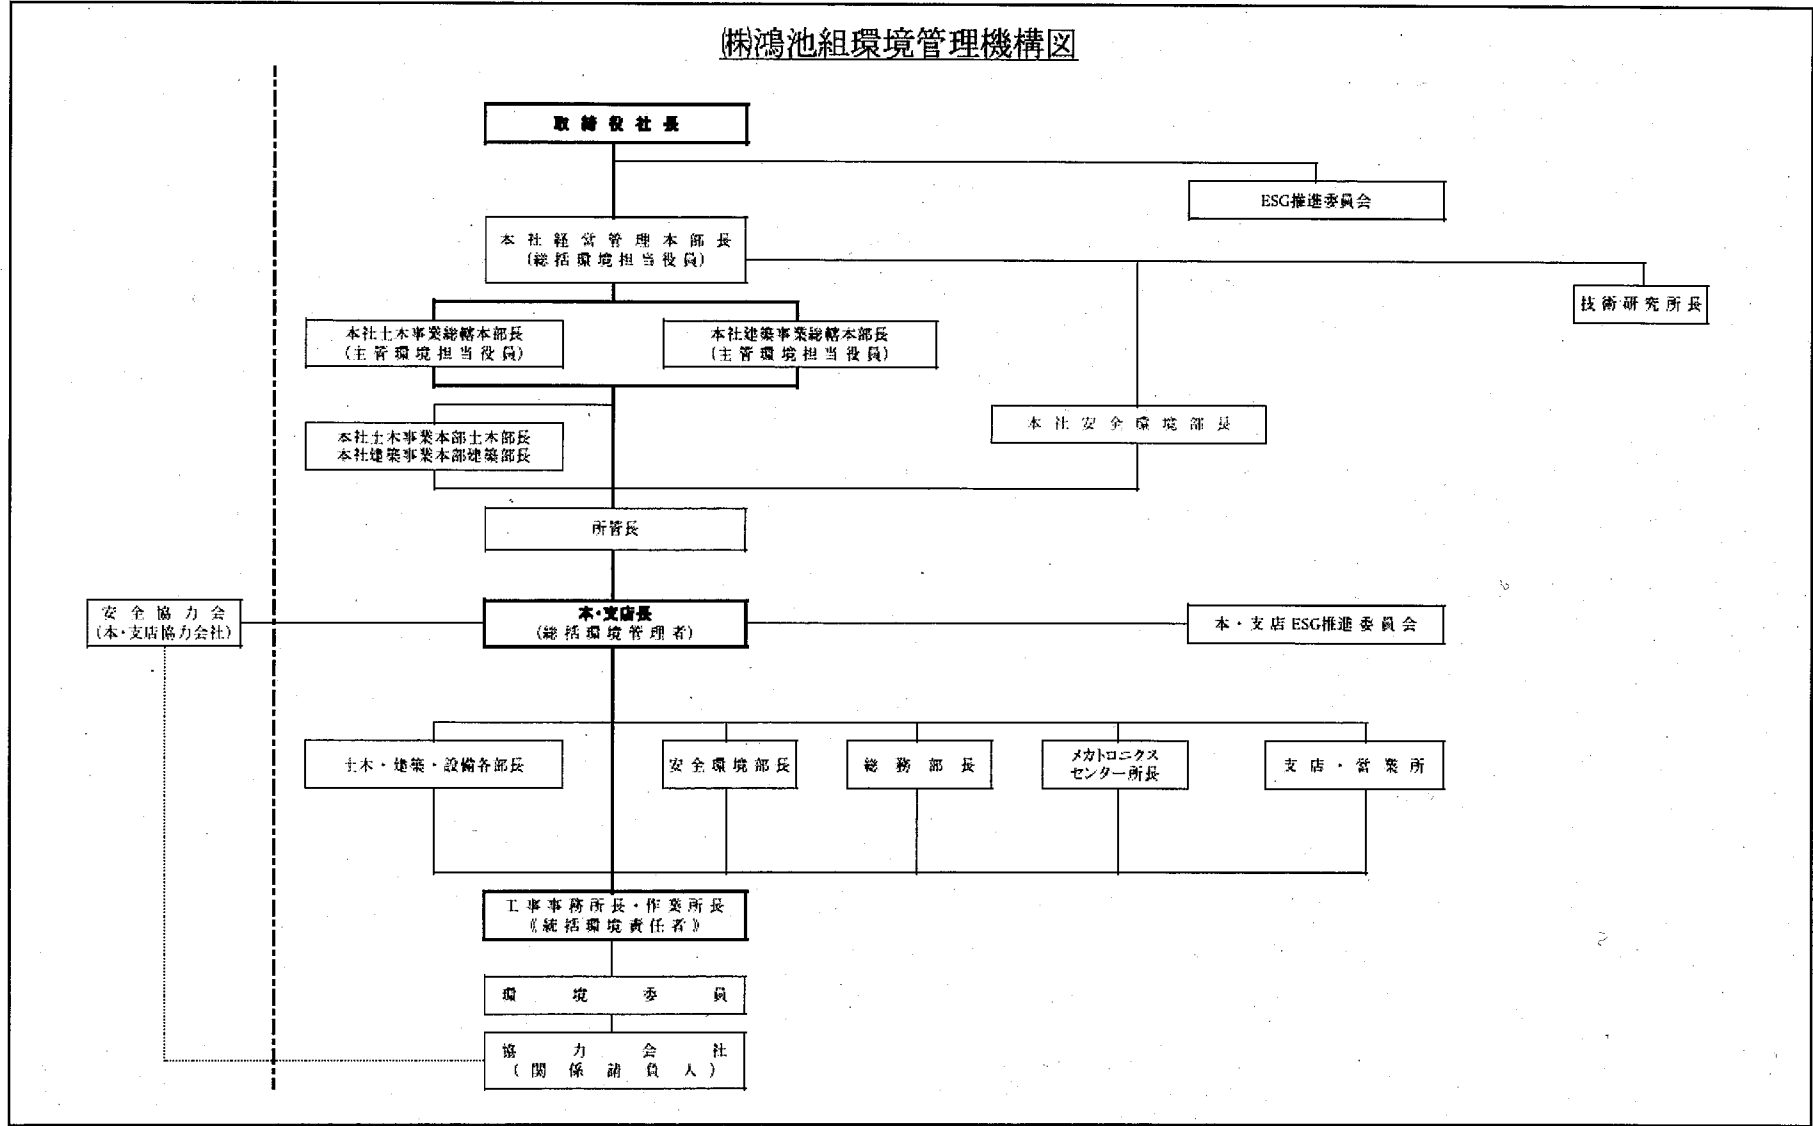 ㈱鴻池組環境管理機構図
取締役社長
ESG推進委員会
本社経営管理本部長
(総括環境担当役員)
技術研究所長
本社土木事業総轄本部長
(主管環境担当役員)
本社建築事業総轄本部長
(主管環境担当役員)
本社安全環境部長
本社土木事業本部土木部長
本社建築事業本部建築部長
所皆長
安全協力会
(本・支店協力会社)
本・支店長
(総括環境管理者)
本・支店ESG推進委員会
土木・建築・設備各部長
安全環境部長
総務部長
メカトロニクス
センター所長
支店・営業所
工事事務所長・作業所長
《統括環境責任者》
環境委員
協力会社
(関係請負人)